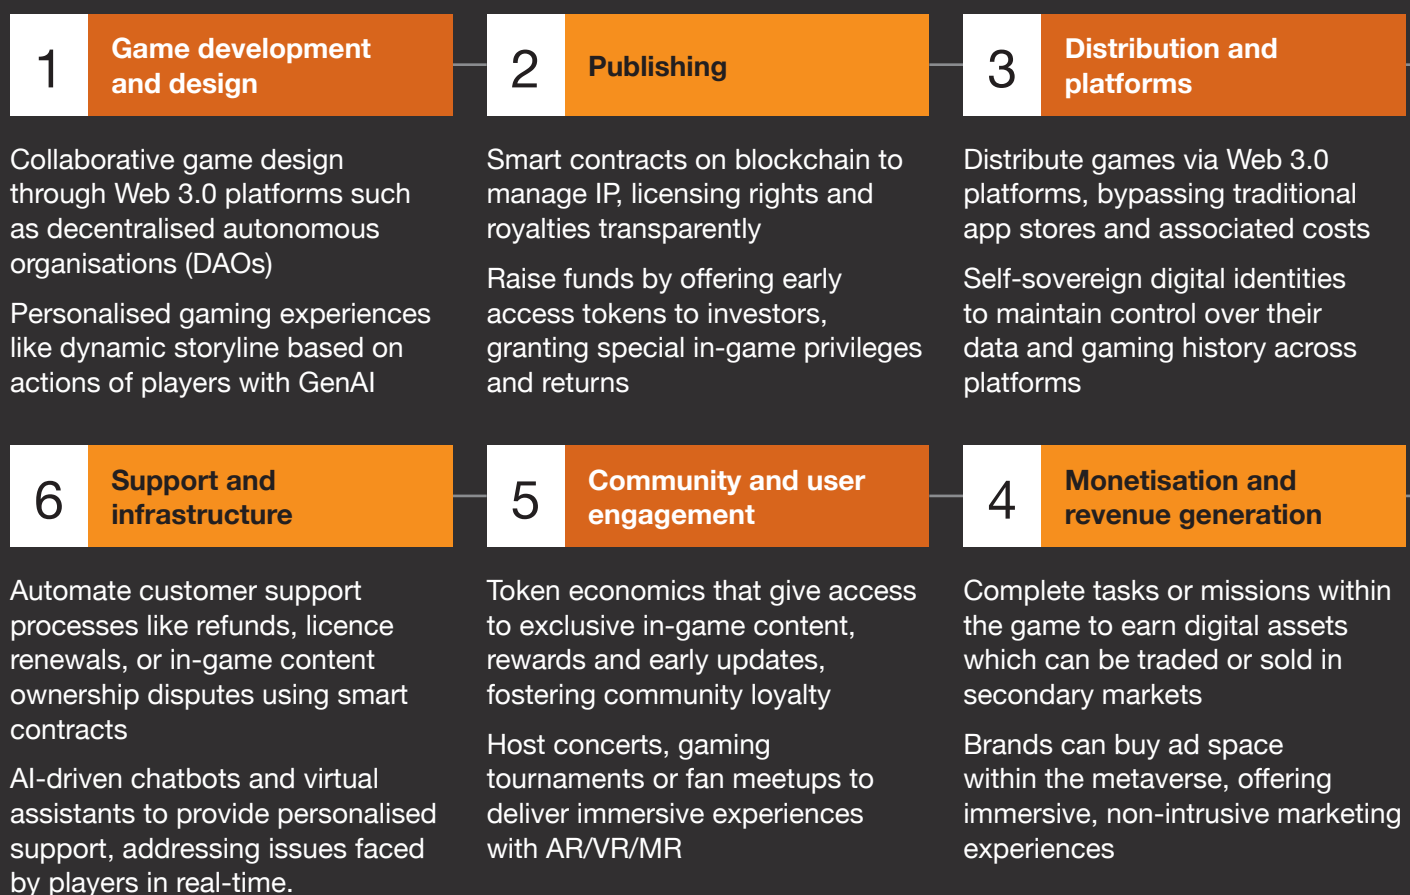 1
Game development
and design
Collaborative game design
through Web 3.0 platforms such
as decentralised autonomous
organisations (DAOs)
Personalised gaming experiences
like dynamic storyline based on
actions of players with GenAI
2
Publishing
Smart contracts on blockchain to
manage IP, licensing rights and
royalties transparently
Raise funds by offering early
access tokens to investors,
granting special in-game privileges
and returns
3
Distribution and
platforms
Distribute games via Web 3.0
platforms, bypassing traditional
app stores and associated costs
Self-sovereign digital identities
to maintain control over their
data and gaming history across
platforms
4
Monetisation and
revenue generation
Complete tasks or missions within
the game to earn digital assets
which can be traded or sold in
secondary markets
Brands can buy ad space
within the metaverse, offering
immersive, non-intrusive marketing
experiences
5
Community and user
engagement
Token economics that give access
to exclusive in-game content,
rewards and early updates,
fostering community loyalty
Host concerts, gaming
tournaments or fan meetups to
deliver immersive experiences
with AR/VR/MR
6
Support and
infrastructure
Automate customer support
processes like refunds, licence
renewals, or in-game content
ownership disputes using smart
contracts
AI-driven chatbots and virtual
assistants to provide personalised
support, addressing issues faced
by players in real-time.